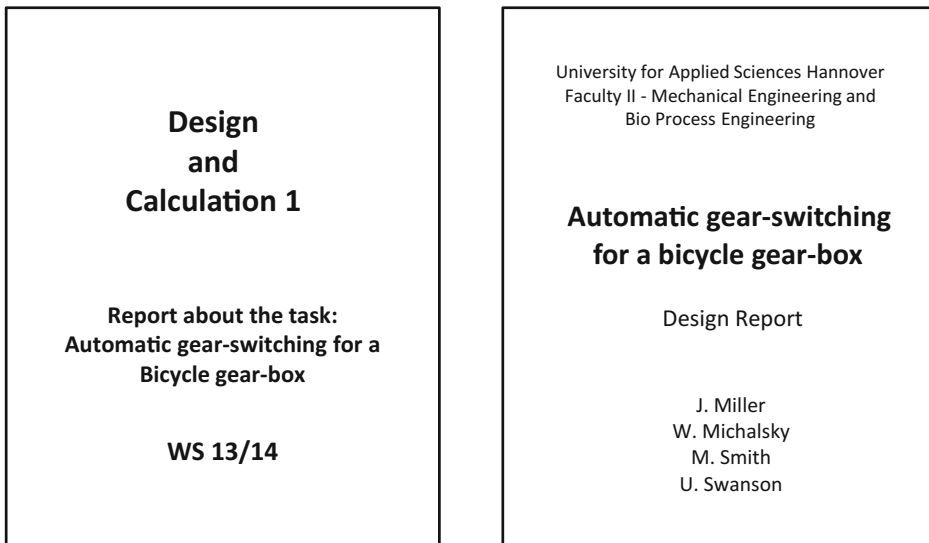 Design
and
Calculation 1
Report about the task:
Automatic gear-switching for a
Bicycle gear-box
WS 13/14
University for Applied Sciences Hannover
Faculty II - Mechanical Engineering and
Bio Process Engineering
Automatic gear-switching
for a bicycle gear-box
Design Report
J. Miller
W. Michalsky
M. Smith
U. Swanson